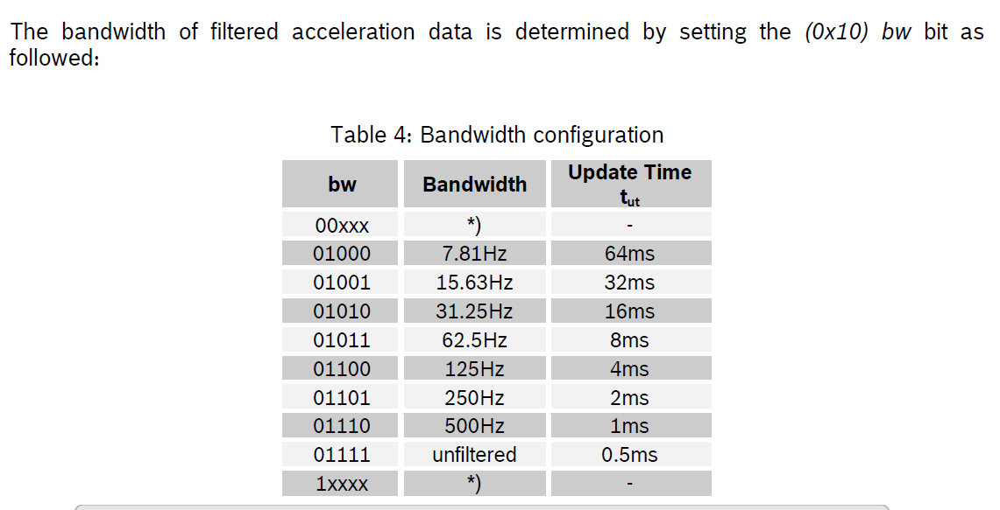 The bandwidth of filtered acceleration data is determined by setting the (0x10) bw bit as
followed:
Table 4: Bandwidth configuration
bw Bandwidth Update Time
tut
00xxx *) -
01000 7.81Hz 64ms
01001 15.63Hz 32ms
01010 31.25Hz 16ms
01011 62.5Hz 8ms
01100 125Hz 4ms
01101 250Hz 2ms
01110 500Hz 1ms
01111 unfiltered 0.5ms
1xxxx *) -